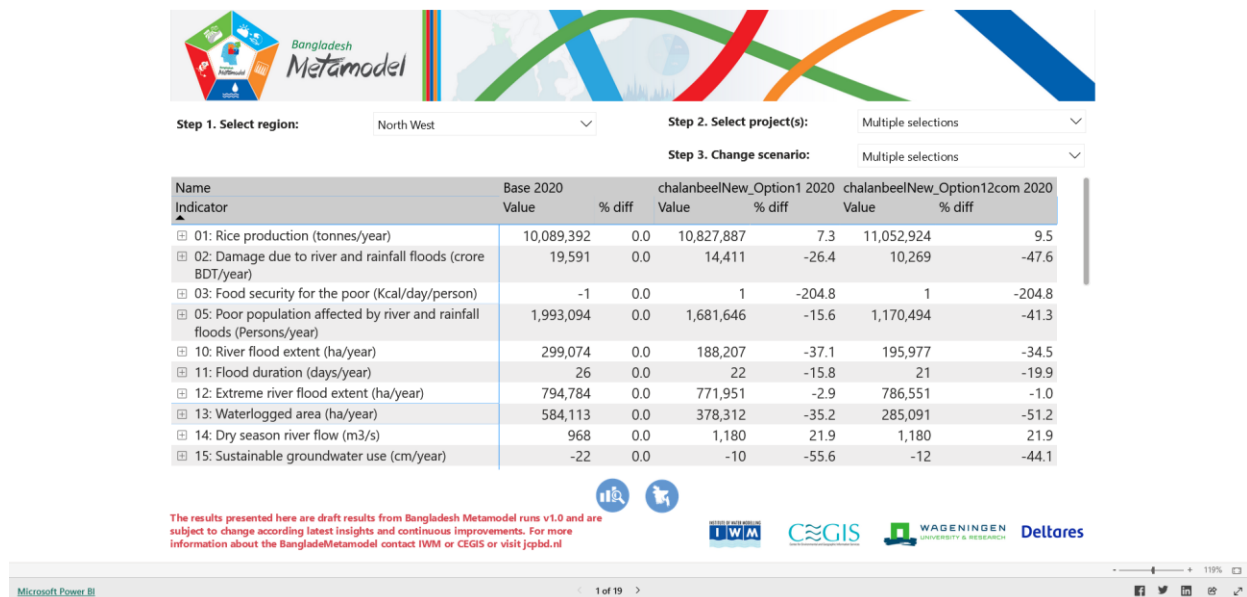 Bangladesh
Metamodel
Metamodel
Step 1. Select region:
North West
Step 2. Select project(s):
Multiple selections
Step 3. Change scenario:
Multiple selections
Name Base 2020 chalanbeelNew_Option1 2020 chalanbeelNew_Option12com 2020
Indicator Value % diff Value % diff Value % diff
01: Rice production (tonnes/year) 10,089,392 0.0 10,827,887 7.3 11,052,924 9.5
02: Damage due to river and rainfall floods (crore 19,591 0.0 14,411 -26.4 10,269 -47.6
BDT/year)
03: Food security for the poor (Kcal/day/person) -1 0.0 1 -204.8 1 -204.8
05: Poor population affected by river and rainfall 1,993,094 0.0 1,681,646 -15.6 1,170,494 -41.3
floods (Persons/year)
10: River flood extent (ha/year) 299,074 0.0 188,207 -37.1 195,977 -34.5
11: Flood duration (days/year) 26 0.0 22 -15.8 21 -19.9
12: Extreme river flood extent (ha/year) 794,784 0.0 771,951 -2.9 786,551 -1.0
13: Waterlogged area (ha/year) 584,113 0.0 378,312 -35.2 285,091 -51.2
14: Dry season river flow (m3/s) 968 0.0 1,180 21.9 1,180 21.9
15: Sustainable groundwater use (cm/year) -22 0.0 -10 -55.6 -12 -44.1
The results presented here are draft results from Bangladesh Metamodel runs v1.0 and are
subject to change according latest insights and continuous improvements. For more
information about the BangladeMetamodel contact IWM or CEGIS or visit jcpbd.nl
INSTITUTE OF WATER MODELLING
IWM
CEGIS
WAGENINGEN
UNIVERSITY & RESEARCH
Deltares
- + 119%
Microsoft Power BI
< 1 of 19 >